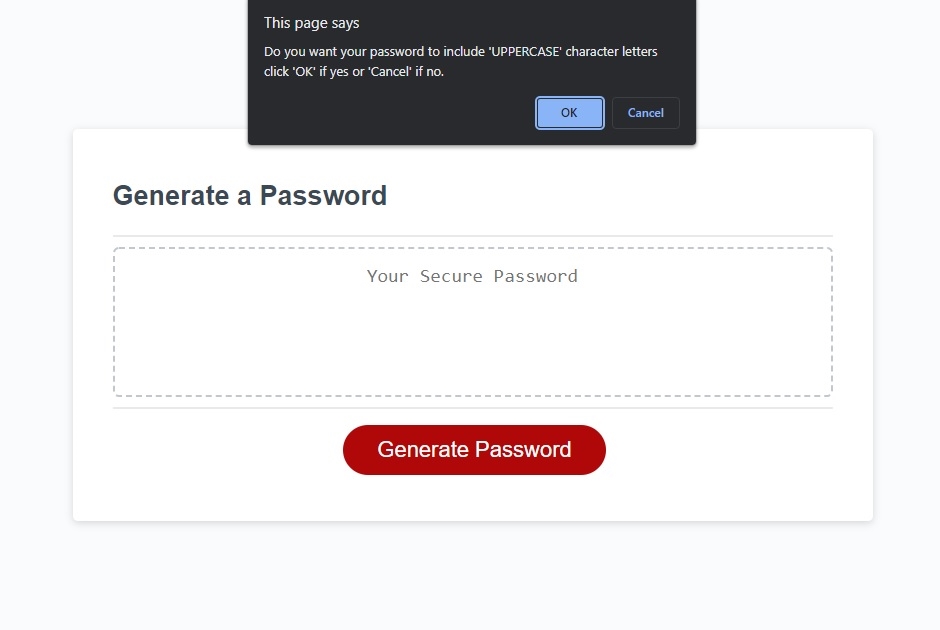 This page says
Do you want your password to include 'UPPERCASE' character letters
click 'OK' if yes or 'Cancel' if no.
OK
Cancel
Generate a Password
Your Secure Password
Generate Password